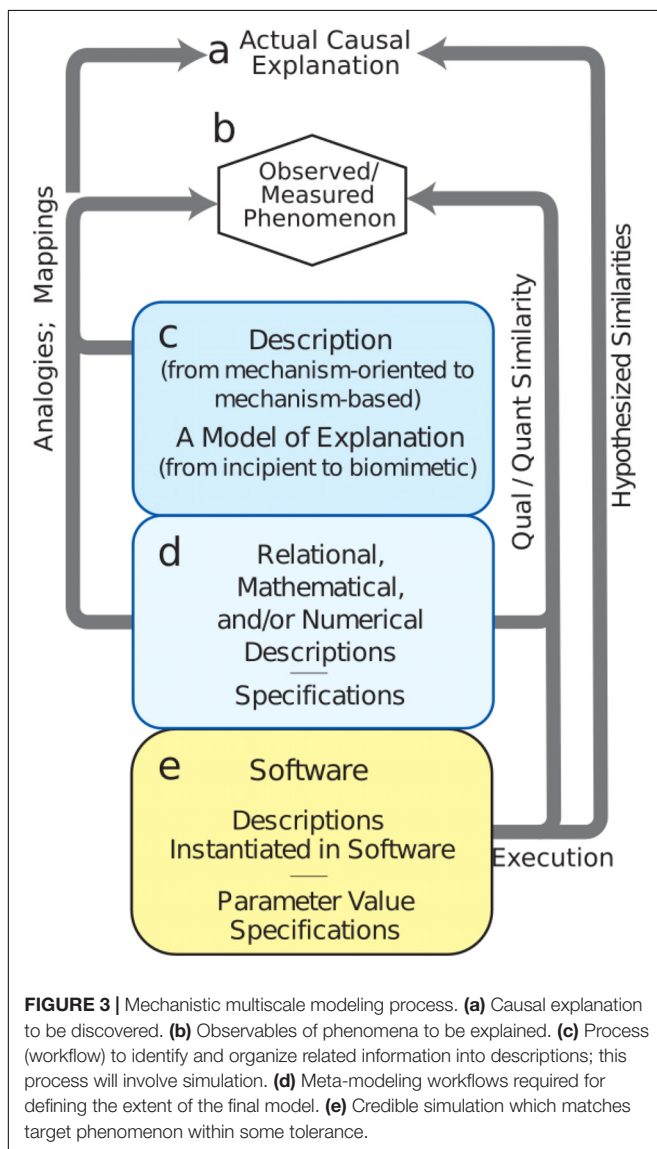 a Actual Causal
Explanation
b
Observed/
Measured
Phenomenon
Analogies; Mappings
Qual / Quant Similarity
Hypothesized Similarities
c Description
(from mechanism-oriented to
mechanism-based)
A Model of Explanation
(from incipient to biomimetic)
d Relational,
Mathematical,
and/or Numerical
Descriptions
Specifications
e Software
Descriptions
Instantiated in Software
Parameter Value
Specifications
Execution
FIGURE 3 | Mechanistic multiscale modeling process. (a) Causal explanation
to be discovered. (b) Observables of phenomena to be explained. (c) Process
(workflow) to identify and organize related information into descriptions; this
process will involve simulation. (d) Meta-modeling workflows required for
defining the extent of the final model. (e) Credible simulation which matches
target phenomenon within some tolerance.